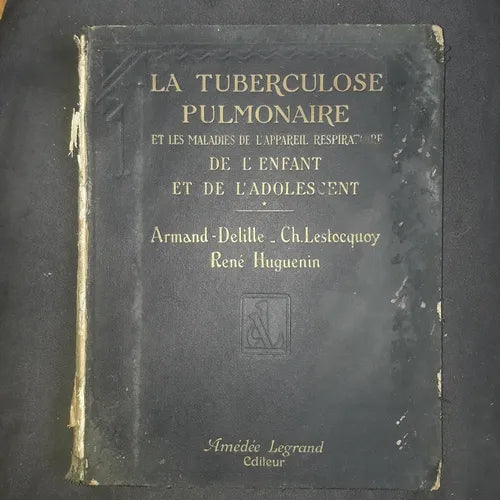 LA TUBERCULOSE
PULMONAIRE
ET LES MALADIES DE L'APPAREIL RESPIRATOIRE
DE L'ENFANT
ET DE L'ADOLESCENT
Armand-Delille - Ch. Lestocquoy
René Huguenin
AL
Amédée Legrand
Editeur